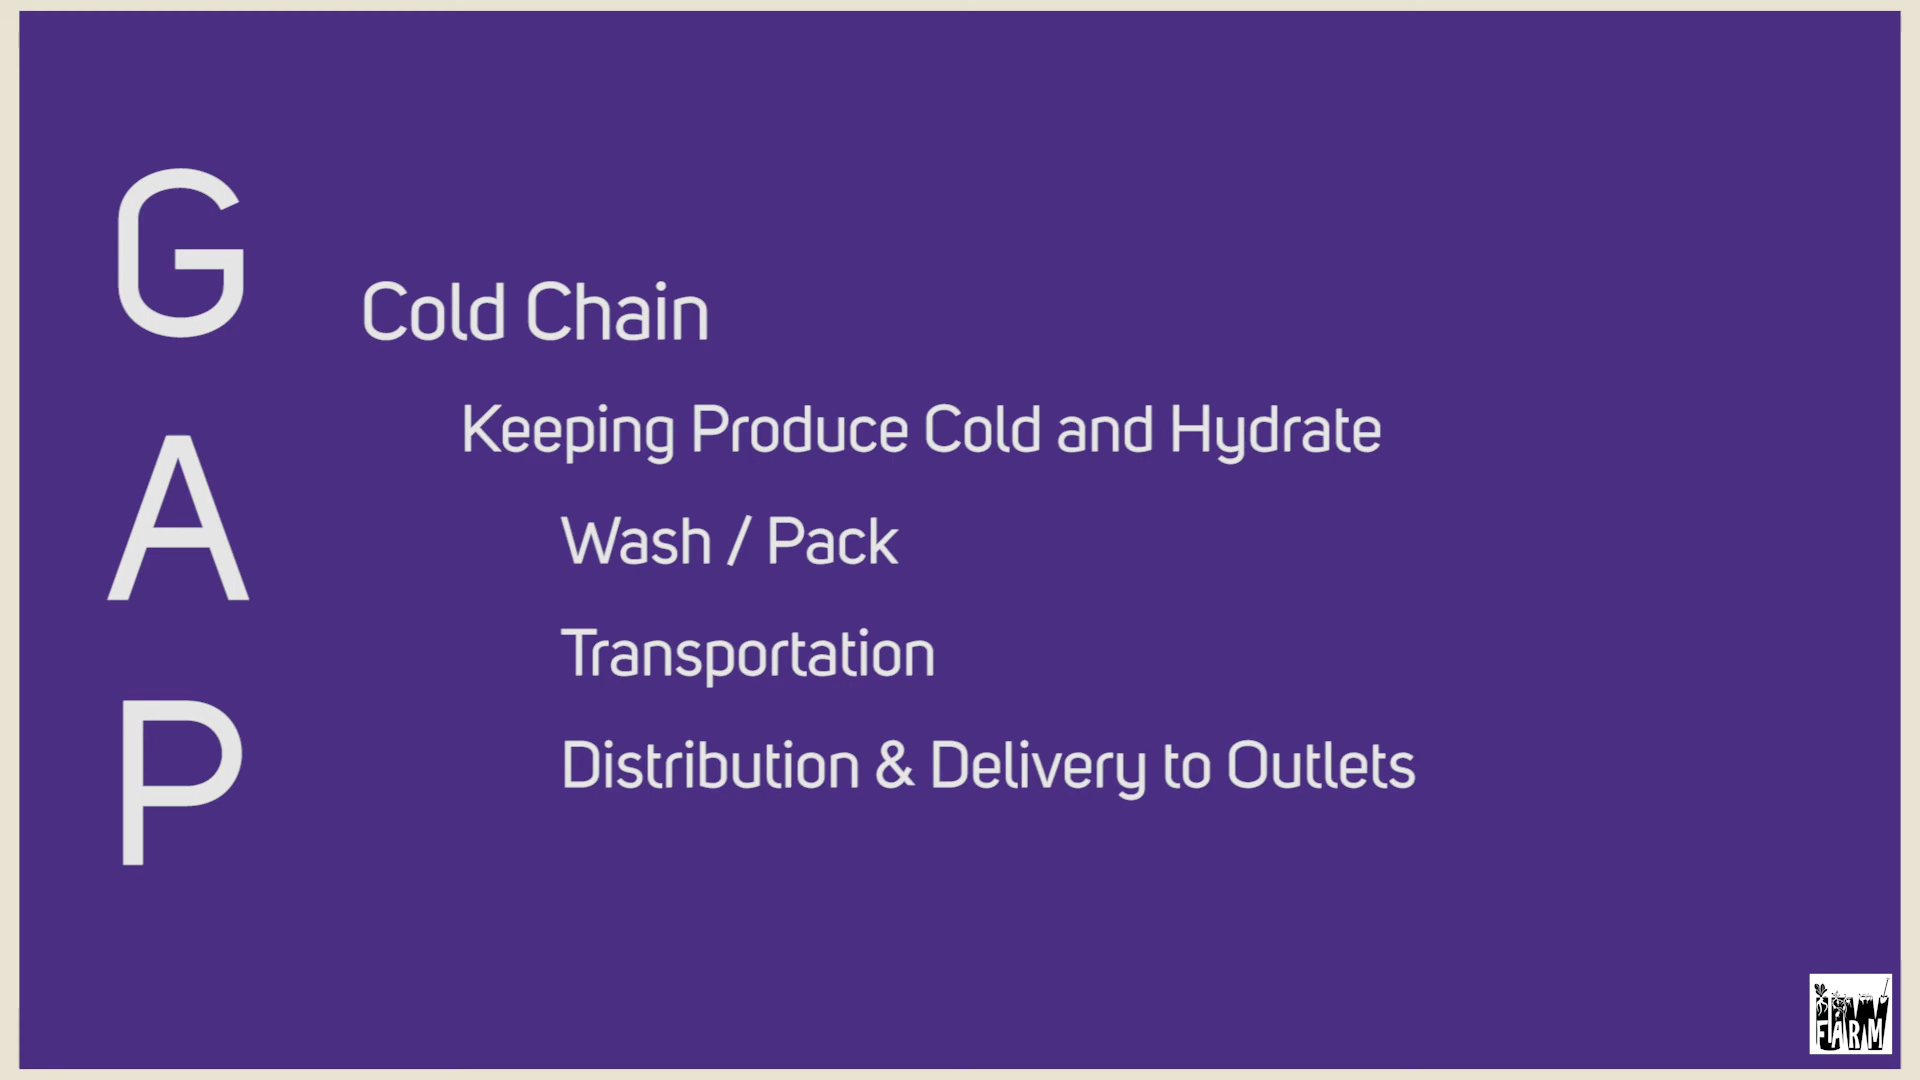 G
A
P
Cold Chain
Keeping Produce Cold and Hydrate
Wash / Pack
Transportation
Distribution & Delivery to Outlets
FARM